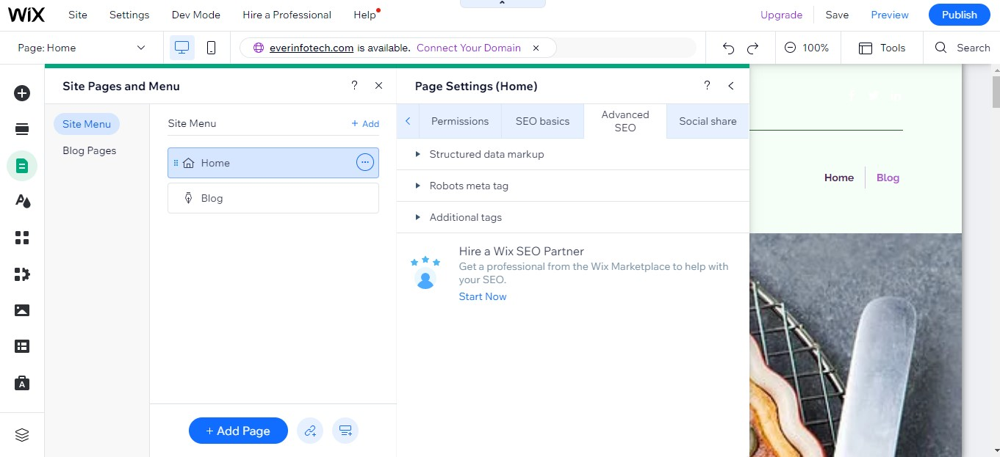 WIX Site Settings Dev Mode Hire a Professional Help Upgrade Save Preview Publish
Page: Home everinfotech.com is available. Connect Your Domain 100% Tools Search
Site Pages and Menu ?
Site Menu
Blog Pages
Site Menu + Add
Home
Blog
+ Add Page
Page Settings (Home) ?
Permissions SEO basics Advanced SEO Social share
Structured data markup
Robots meta tag
Additional tags
Hire a Wix SEO Partner
Get a professional from the Wix Marketplace to help with
your SEO.
Start Now
Home Blog
A